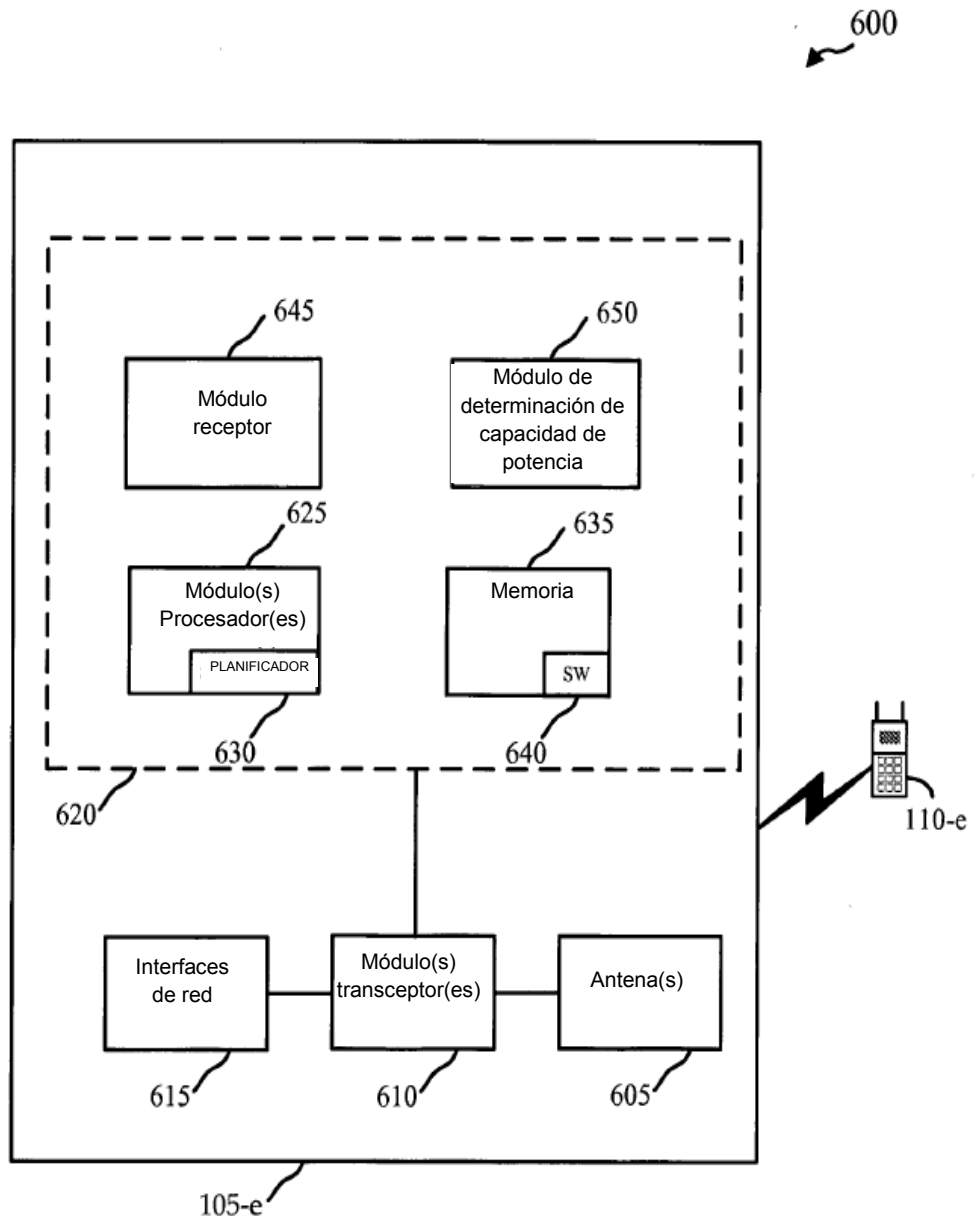 600
645
650
Módulo
receptor
Módulo de
determinación de
capacidad de
potencia
625
635
Módulo(s)
Procesador(es)
PLANIFICADOR
Memoria
SW
630
640
620
110-e
Interfaces
de red
Módulo(s)
transceptor(es)
Antena(s)
615
610
605
105-e